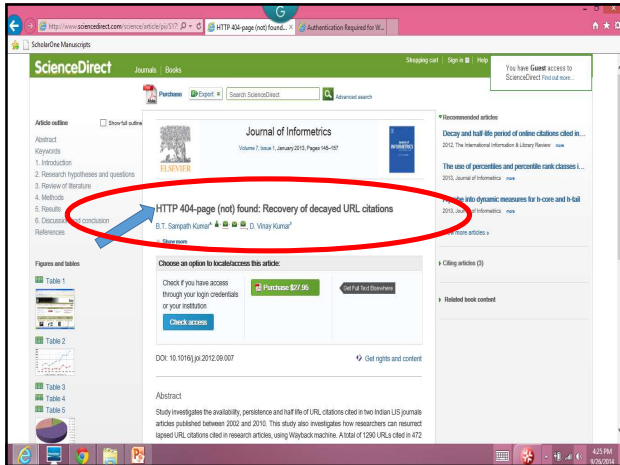 G
http://www.sciencedirect.com/science/article/pii/S17:
HTTP 404-page (not) found... ×
Authentication Required for W...
ScholarOne Manuscripts
ScienceDirect
Journals | Books
Shopping cart | Sign in | Help
You have Guest access to
ScienceDirect Find out more...
Purchase
Export
Search ScienceDirect
Advanced search
Article outline
Show full outline
Abstract
Keywords
1. Introduction
2. Research hypotheses and questions
3. Review of literature
4. Methods
5. Results
6. Discussion and conclusion
References
Figures and tables
Table 1
Table 2
Table 3
Table 4
Table 5
ELSEVIER
Journal of Informetrics
Volume 7, Issue 1, January 2013, Pages 146–157
HTTP 404-page (not) found: Recovery of decayed URL citations
B.T. Sampath Kumar, D. Vinay Kumar
Show more
Choose an option to locate/access this article:
Check if you have access
through your login credentials
or your institution
Check access
Purchase $27.95
Get Full Text Elsewhere
DOI: 10.1016/j.joi.2012.09.007
Get rights and content
Abstract
Study investigates the availability, persistence and half life of URL citations cited in two Indian LIS journals
articles published between 2002 and 2010. This study also investigates how researchers can resurrect
lapsed URL citations cited in research articles, using Wayback machine. A total of 1290 URLs cited in 472
Recommended articles
Decay and half-life period of online citations cited in...
2012, The International Information & Library Review more
The use of percentiles and percentile rank classes i...
2013, Journal of Informetrics more
be into dynamic measures for h-core and h-tail
2013, Journal of Informetrics more
more articles »
Citing articles (3)
Related book content
4:25 PM
9/26/2014